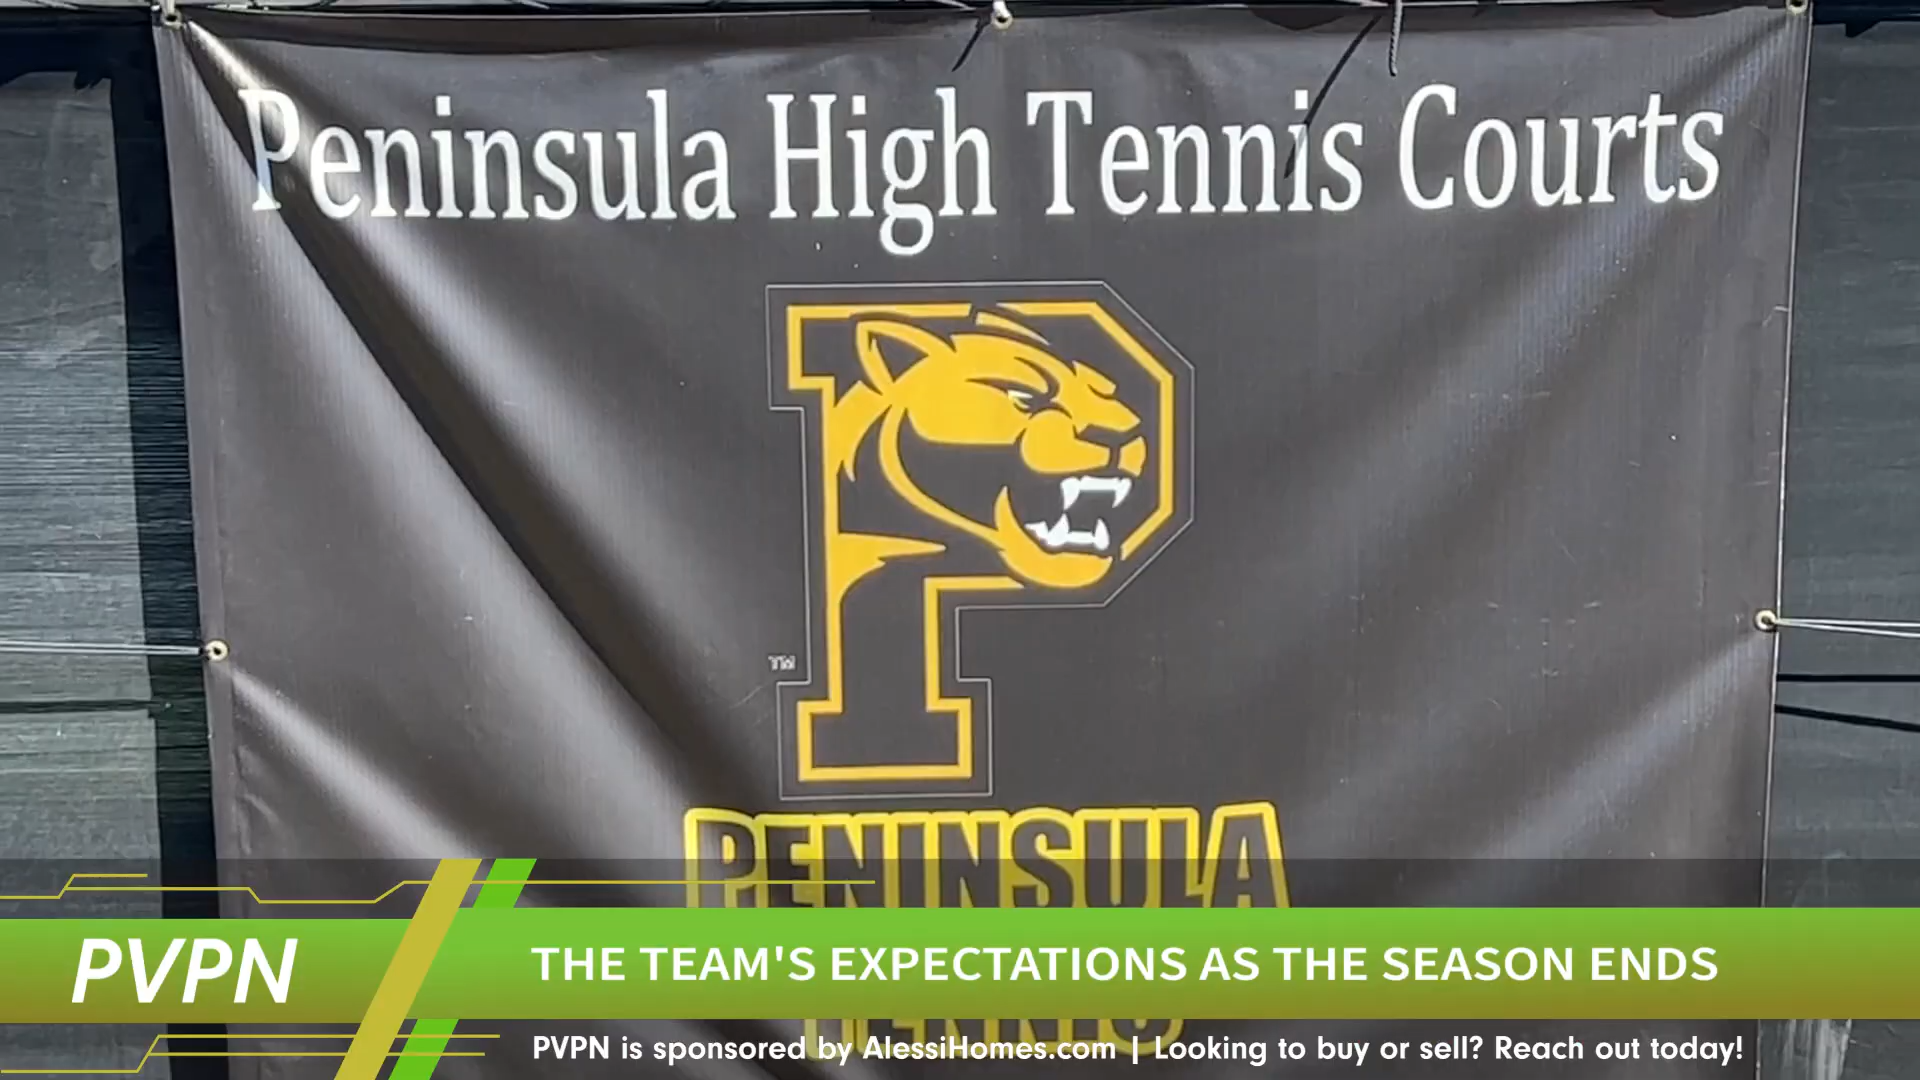 Peninsula High Tennis Courts
P
TM
PENINSULA
TENNIS
PVPN
THE TEAM'S EXPECTATIONS AS THE SEASON ENDS
PVPN is sponsored by AlessiHomes.com | Looking to buy or sell? Reach out today!